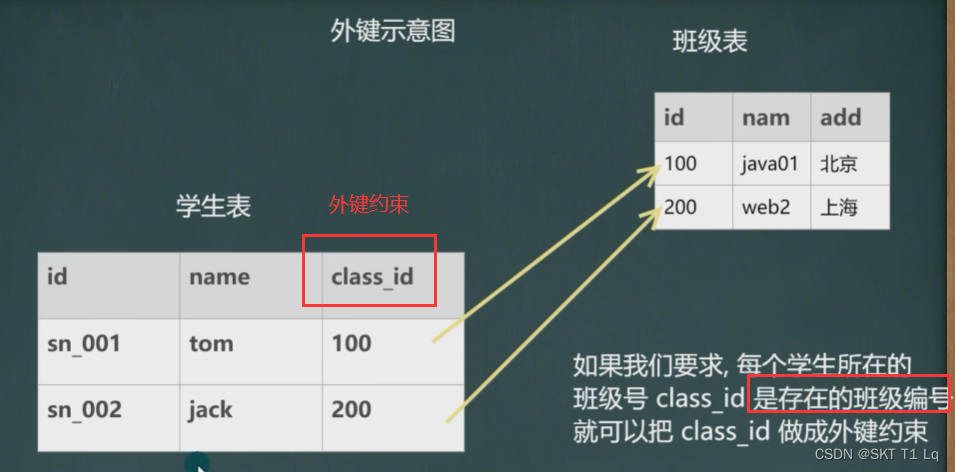 外键示意图
班级表
id nam add
100 java01 北京
200 web2 上海
学生表
外键约束
id name class_id
sn_001 tom 100
sn_002 jack 200
如果我们要求, 每个学生所在的
班级号 class_id 是存在的班级编号
就可以把 class_id 做成外键约束
CSDN @SKT T1 Lq